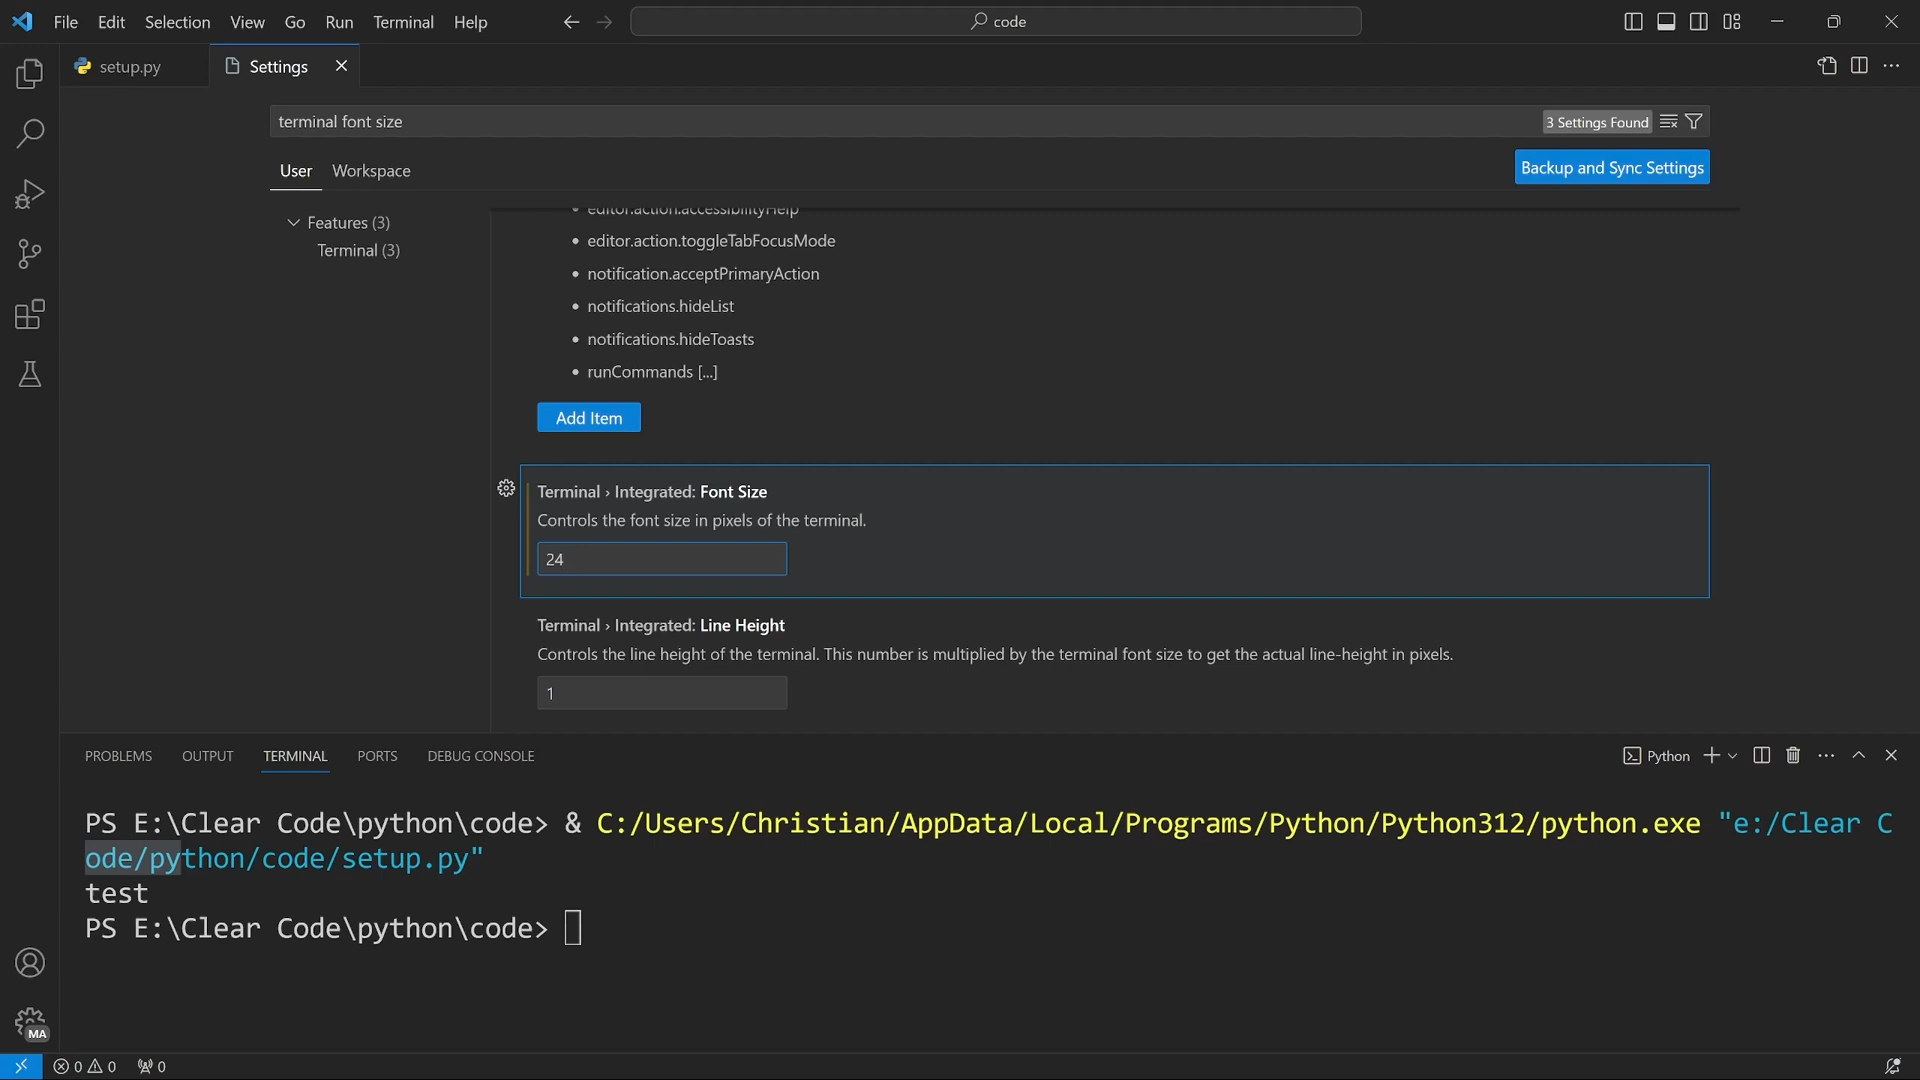 File Edit Selection View Go Run Terminal Help
code
setup.py
Settings
terminal font size
3 Settings Found
User Workspace
Backup and Sync Settings
Features (3)
Terminal (3)
editor.action.accessibilityHelp
editor.action.toggleTabFocusMode
notification.acceptPrimaryAction
notifications.hideList
notifications.hideToasts
runCommands [...]
Add Item
Terminal › Integrated: Font Size
Controls the font size in pixels of the terminal.
24
Terminal › Integrated: Line Height
Controls the line height of the terminal. This number is multiplied by the terminal font size to get the actual line-height in pixels.
1
PROBLEMS OUTPUT TERMINAL PORTS DEBUG CONSOLE
Python
PS E:\Clear Code\python\code> & C:/Users/Christian/AppData/Local/Programs/Python/Python312/python.exe "e:/Clear C
ode/python/code/setup.py"
test
PS E:\Clear Code\python\code>
MA
0 0 0